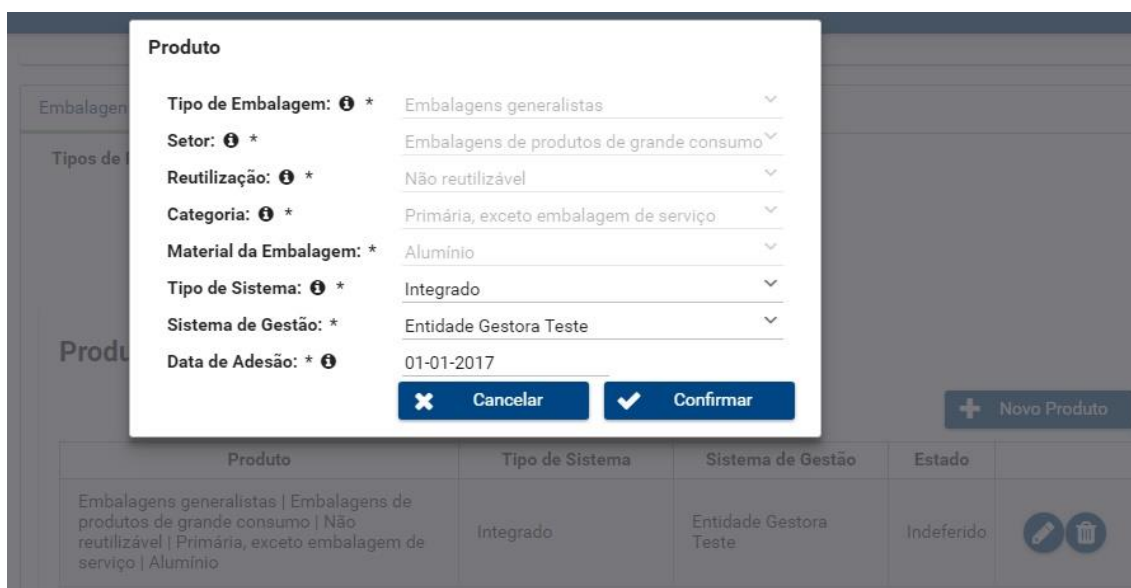 Produto
Tipo de Embalagem: * Embalagens generalistas
Setor: * Embalagens de produtos de grande consumo
Reutilização: * Não reutilizável
Categoria: * Primária, exceto embalagem de serviço
Material da Embalagem: * Alumínio
Tipo de Sistema: * Integrado
Sistema de Gestão: * Entidade Gestora Teste
Data de Adesão: * 01-01-2017
Cancelar Confirmar
Embalagen
Tipos de
Produ
Novo Produto
Produto Tipo de Sistema Sistema de Gestão Estado
Embalagens generalistas | Embalagens de
produtos de grande consumo | Não
reutilizável | Primária, exceto embalagem de
serviço | Alumínio
Integrado
Entidade Gestora
Teste
Indeferido